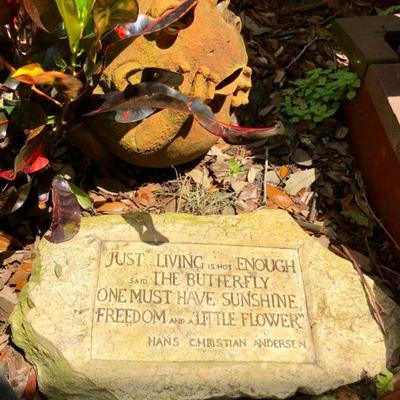 "JUST LIVING IS NOT ENOUGH
SAID THE BUTTERFLY
ONE MUST HAVE SUNSHINE,
FREEDOM AND A LITTLE FLOWER."
HANS CHRISTIAN ANDERSEN